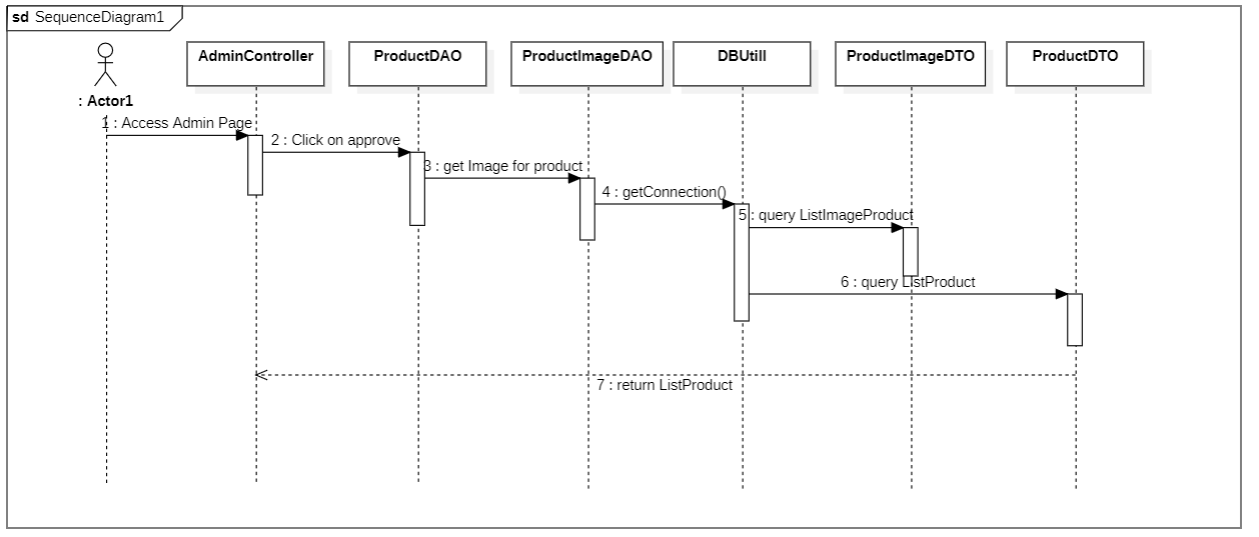 sd SequenceDiagram1
AdminController
ProductDAO
ProductImageDAO
DBUtill
ProductImageDTO
ProductDTO
: Actor1
1 : Access Admin Page
2 : Click on approve
3 : get Image for product
4 : getConnection()
5 : query ListImageProduct
6 : query ListProduct
7 : return ListProduct